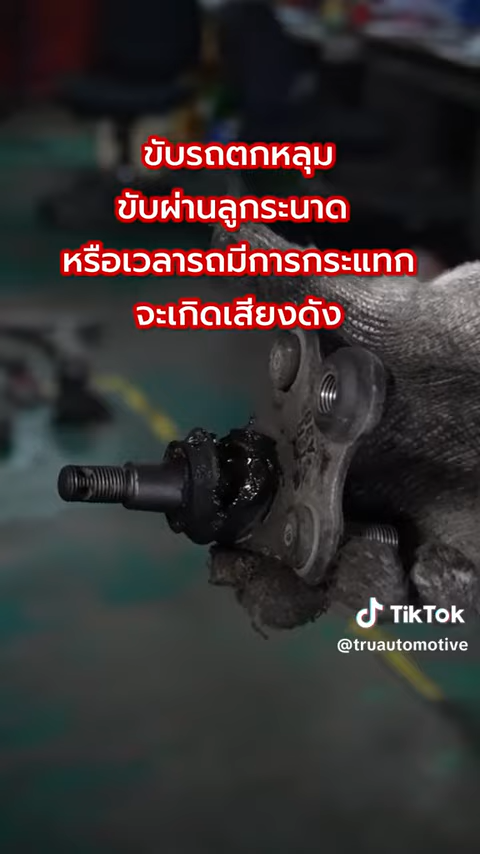 ขับรถตกหลุม
ขับผ่านลูกระนาด
หรือเวลารถมีการกระแทก
จะเกิดเสียงดัง
TikTok
@truautomotive